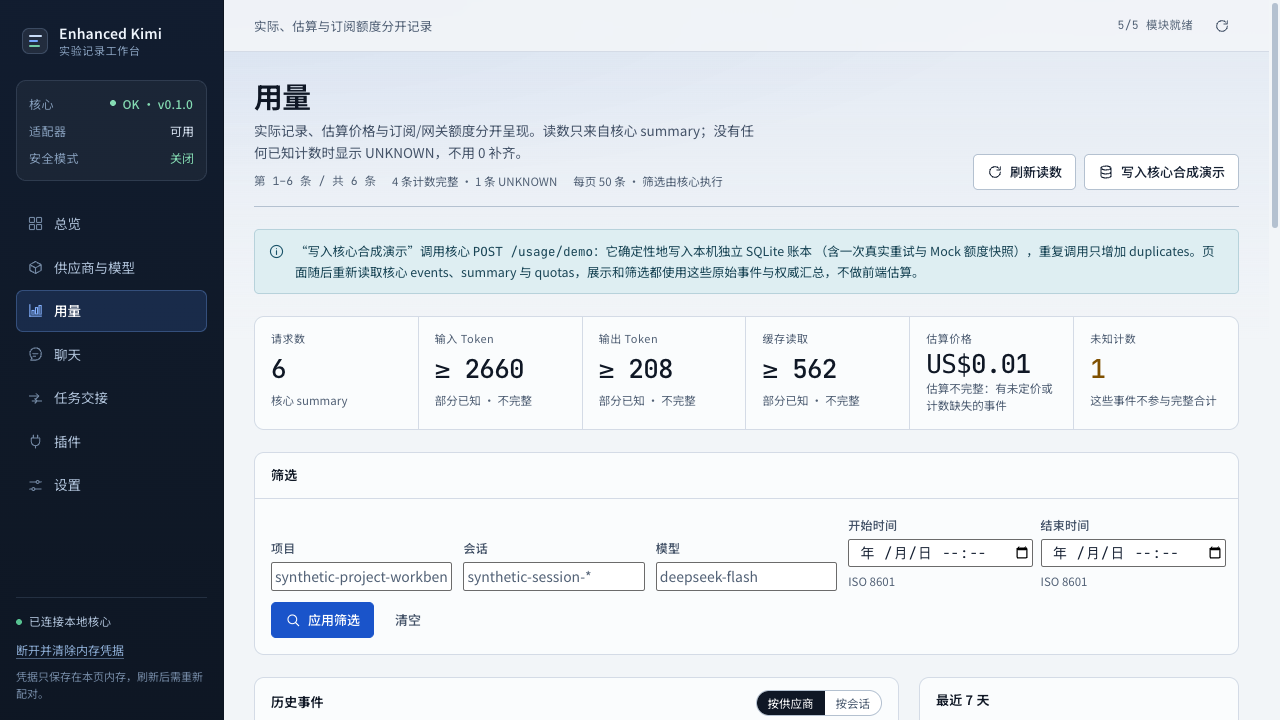 Enhanced Kimi
实验记录工作台
核心 OK · v0.1.0
适配器 可用
安全模式 关闭
总览
供应商与模型
用量
聊天
任务交接
插件
设置
已连接本地核心
断开并清除内存凭据
凭据只保存在本页内存，刷新后需重新
配对。
实际、估算与订阅额度分开记录
5/5 模块就绪
用量
实际记录、估算价格与订阅/网关额度分开呈现。读数只来自核心 summary；没有任
何已知计数时显示 UNKNOWN，不用 0 补齐。
第 1–6 条 / 共 6 条 4 条计数完整 · 1 条 UNKNOWN 每页 50 条 · 筛选由核心执行
刷新读数
写入核心合成演示
“写入核心合成演示”调用核心 POST /usage/demo：它确定性地写入本机独立 SQLite 账本 （含一次真实重试与 Mock 额度快照），重复调用只增加 duplicates。页
面随后重新读取核心 events、summary 与 quotas，展示和筛选都使用这些原始事件与权威汇总，不做前端估算。
请求数
6
核心 summary
输入 Token
≥ 2660
部分已知 · 不完整
输出 Token
≥ 208
部分已知 · 不完整
缓存读取
≥ 562
部分已知 · 不完整
估算价格
US$0.01
估算不完整：有未定价或
计数缺失的事件
未知计数
1
这些事件不参与完整合计
筛选
项目
synthetic-project-workben
会话
synthetic-session-*
模型
deepseek-flash
开始时间
年 /月/日 --:--
ISO 8601
结束时间
年 /月/日 --:--
ISO 8601
应用筛选
清空
历史事件
按供应商
按会话
最近 7 天